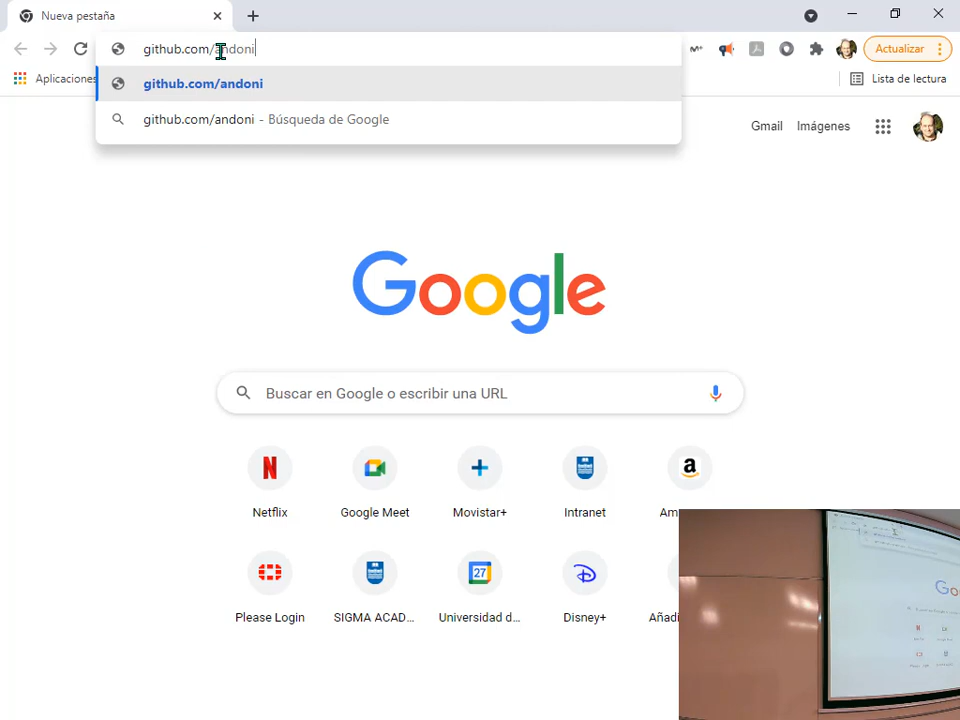 Nueva pestaña
github.com/andoni
Actualizar
Aplicaciones
github.com/andoni
Lista de lectura
github.com/andoni - Búsqueda de Google
Gmail
Imágenes
Google
Buscar en Google o escribir una URL
Netflix
Google Meet
Movistar+
Intranet
Am
27
Please Login
SIGMA ACAD...
Universidad d...
Disney+
Añadi